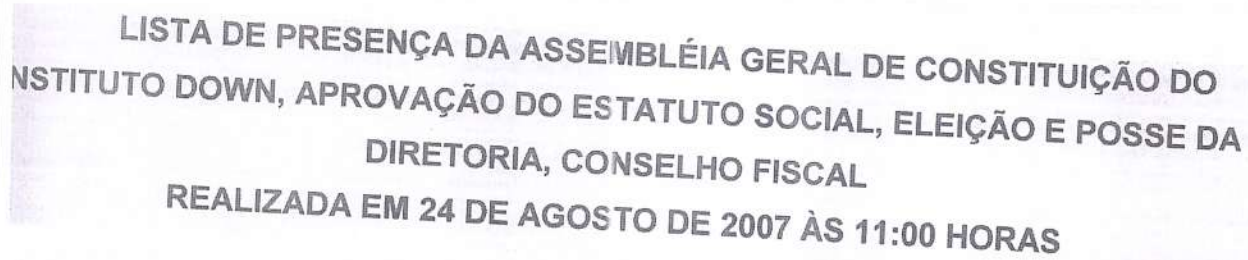 LISTA DE PRESENÇA DA ASSEMBLÉIA GERAL DE CONSTITUIÇÃO DO
NSTITUTO DOWN, APROVAÇÃO DO ESTATUTO SOCIAL, ELEIÇÃO E POSSE DA
DIRETORIA, CONSELHO FISCAL
REALIZADA EM 24 DE AGOSTO DE 2007 ÀS 11:00 HORAS